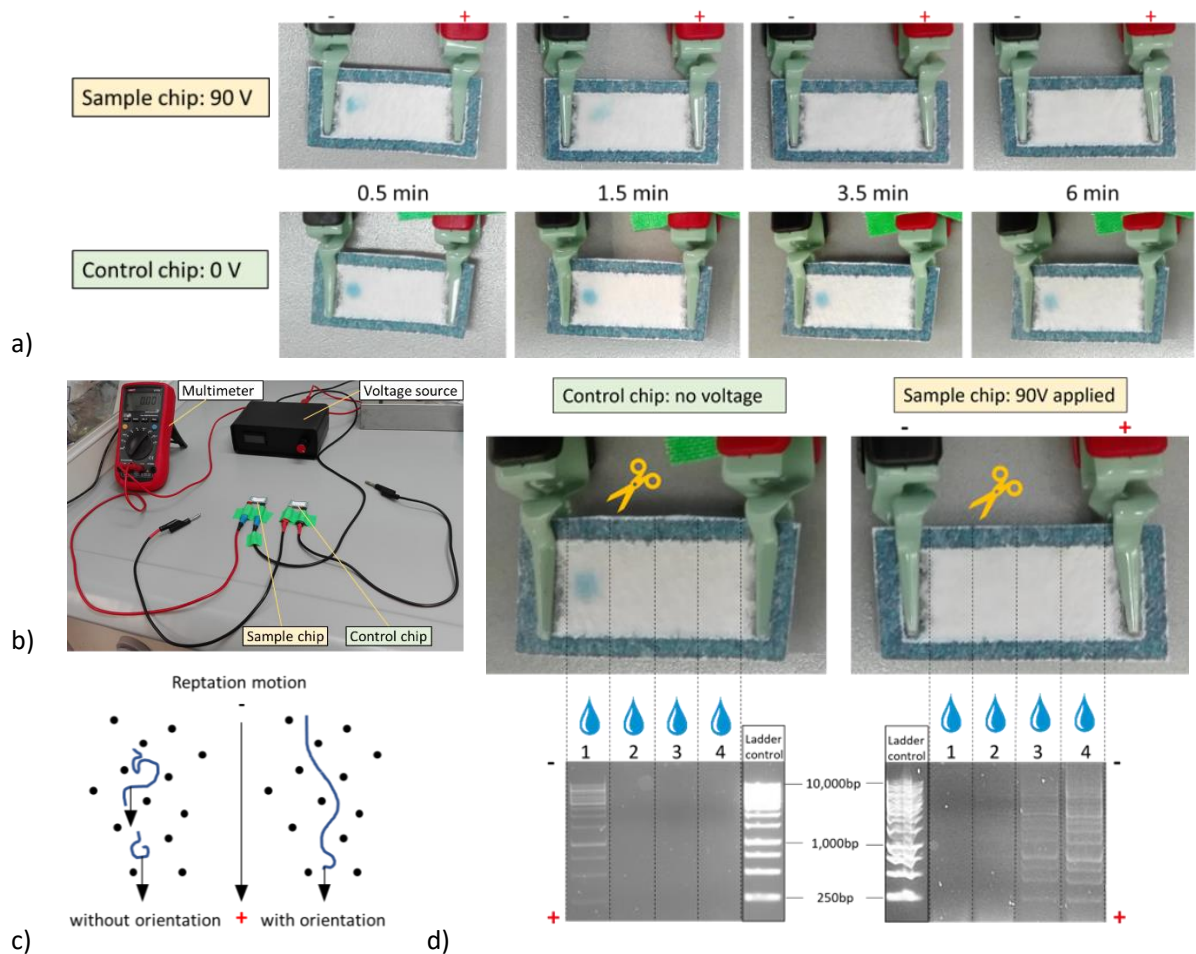 - + - + - + - +
Sample chip: 90 V
0.5 min 1.5 min 3.5 min 6 min
Control chip: 0 V
a)
Multimeter
Voltage source
Sample chip
Control chip
b)
Reptation motion
-
without orientation + with orientation
c)
Control chip: no voltage
Sample chip: 90V applied
- +
1 2 3 4
Ladder
control
Ladder
control
1 2 3 4
- -
10,000bp
1,000bp
250bp
+ +
d)